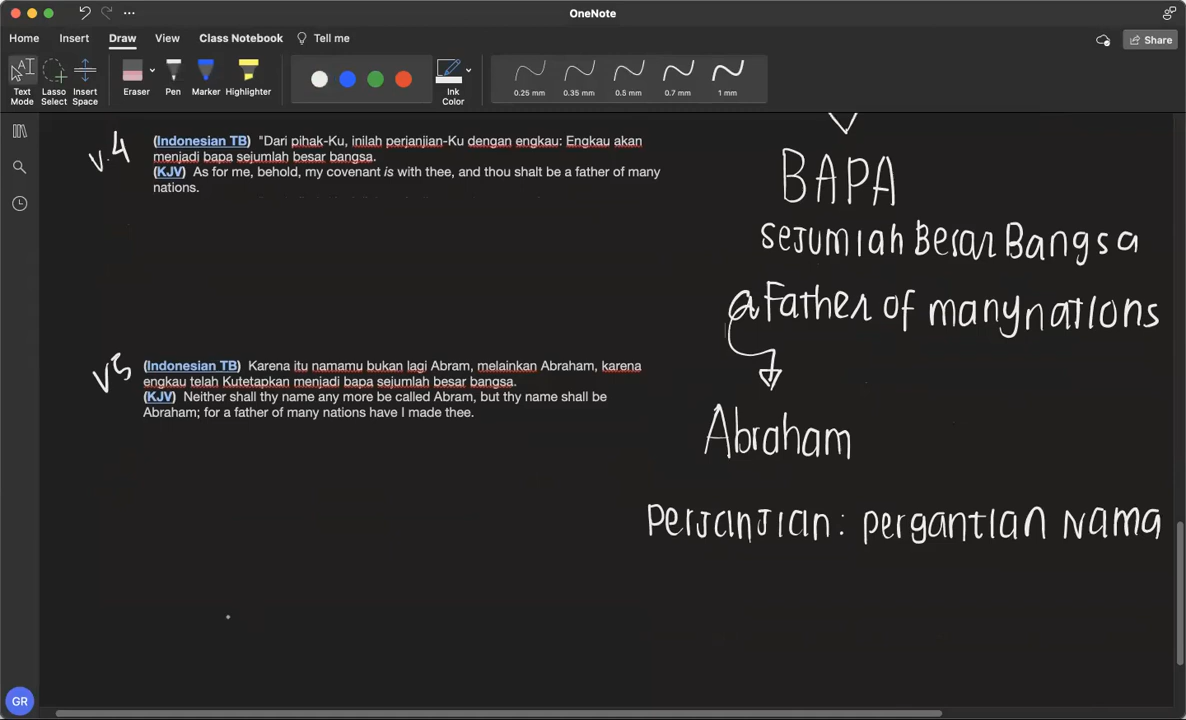 OneNote
Home Insert Draw View Class Notebook Tell me
Share
Text Mode
Lasso Select
Insert Space
Eraser
Pen
Marker
Highlighter
Ink Color
0.25 mm 0.35 mm 0.5 mm 0.7 mm 1 mm
v.4
(Indonesian TB) "Dari pihak-Ku, inilah perjanjian-Ku dengan engkau: Engkau akan
menjadi bapa sejumlah besar bangsa.
(KJV) As for me, behold, my covenant is with thee, and thou shalt be a father of many
nations.
BAPA
sejumlah Besar Bangsa
a Father of many nations
v5
(Indonesian TB) Karena itu namamu bukan lagi Abram, melainkan Abraham, karena
engkau telah Kutetapkan menjadi bapa sejumlah besar bangsa.
(KJV) Neither shall thy name any more be called Abram, but thy name shall be
Abraham; for a father of many nations have I made thee.
Abraham
Perjanjian: pergantian Nama
GR